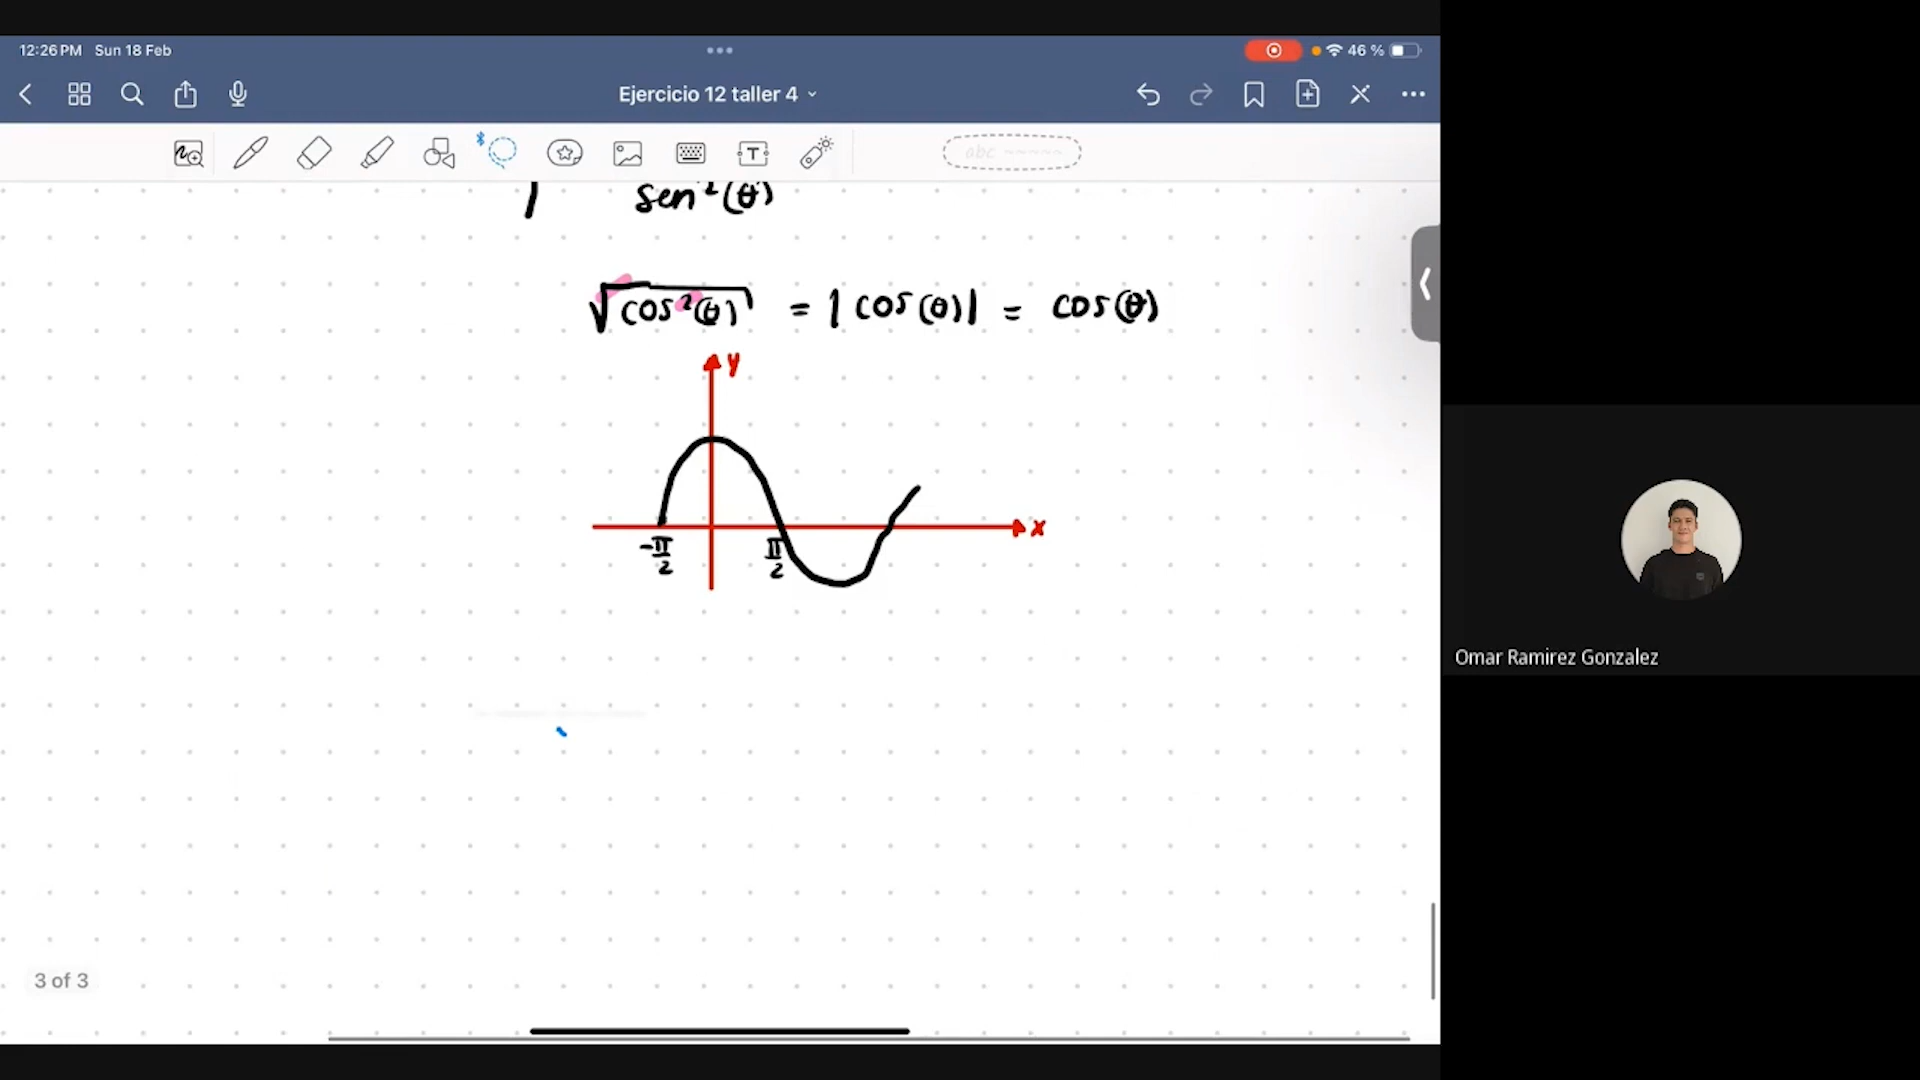 12:26 PM Sun 18 Feb
46 %
Ejercicio 12 taller 4
abc
T
sen²(θ)
√cos²(θ) = |cos(θ)| = cos(θ)
y
x
-π/2
π/2
3 of 3
Omar Ramirez Gonzalez